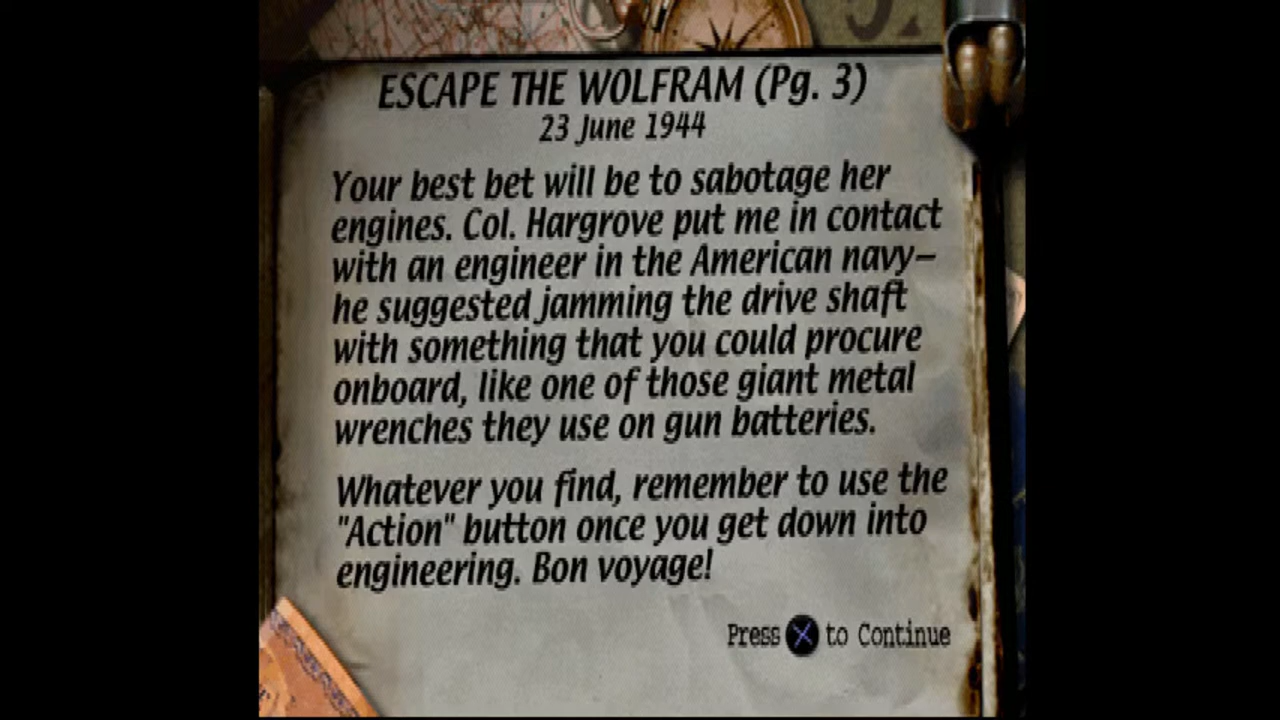 ESCAPE THE WOLFRAM (Pg. 3)
23 June 1944
Your best bet will be to sabotage her
engines. Col. Hargrove put me in contact
with an engineer in the American navy—
he suggested jamming the drive shaft
with something that you could procure
onboard, like one of those giant metal
wrenches they use on gun batteries.
Whatever you find, remember to use the
"Action" button once you get down into
engineering. Bon voyage!
Press X to Continue